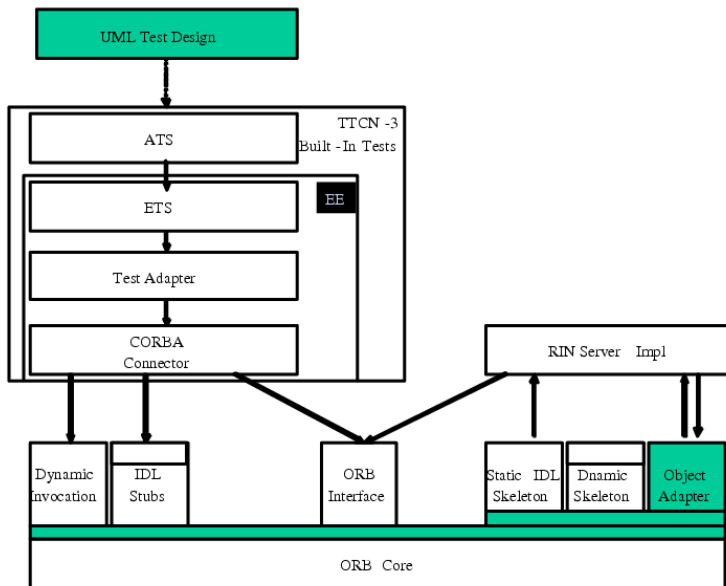 UML Test Design
TTCN -3
Built -In Tests
ATS
EE
ETS
Test Adapter
CORBA
Connector
RIN Server Impl
Dynamic
Invocation
IDL
Stubs
ORB
Interface
Static IDL
Skeleton
Dnamic
Skeleton
Object
Adapter
ORB Core